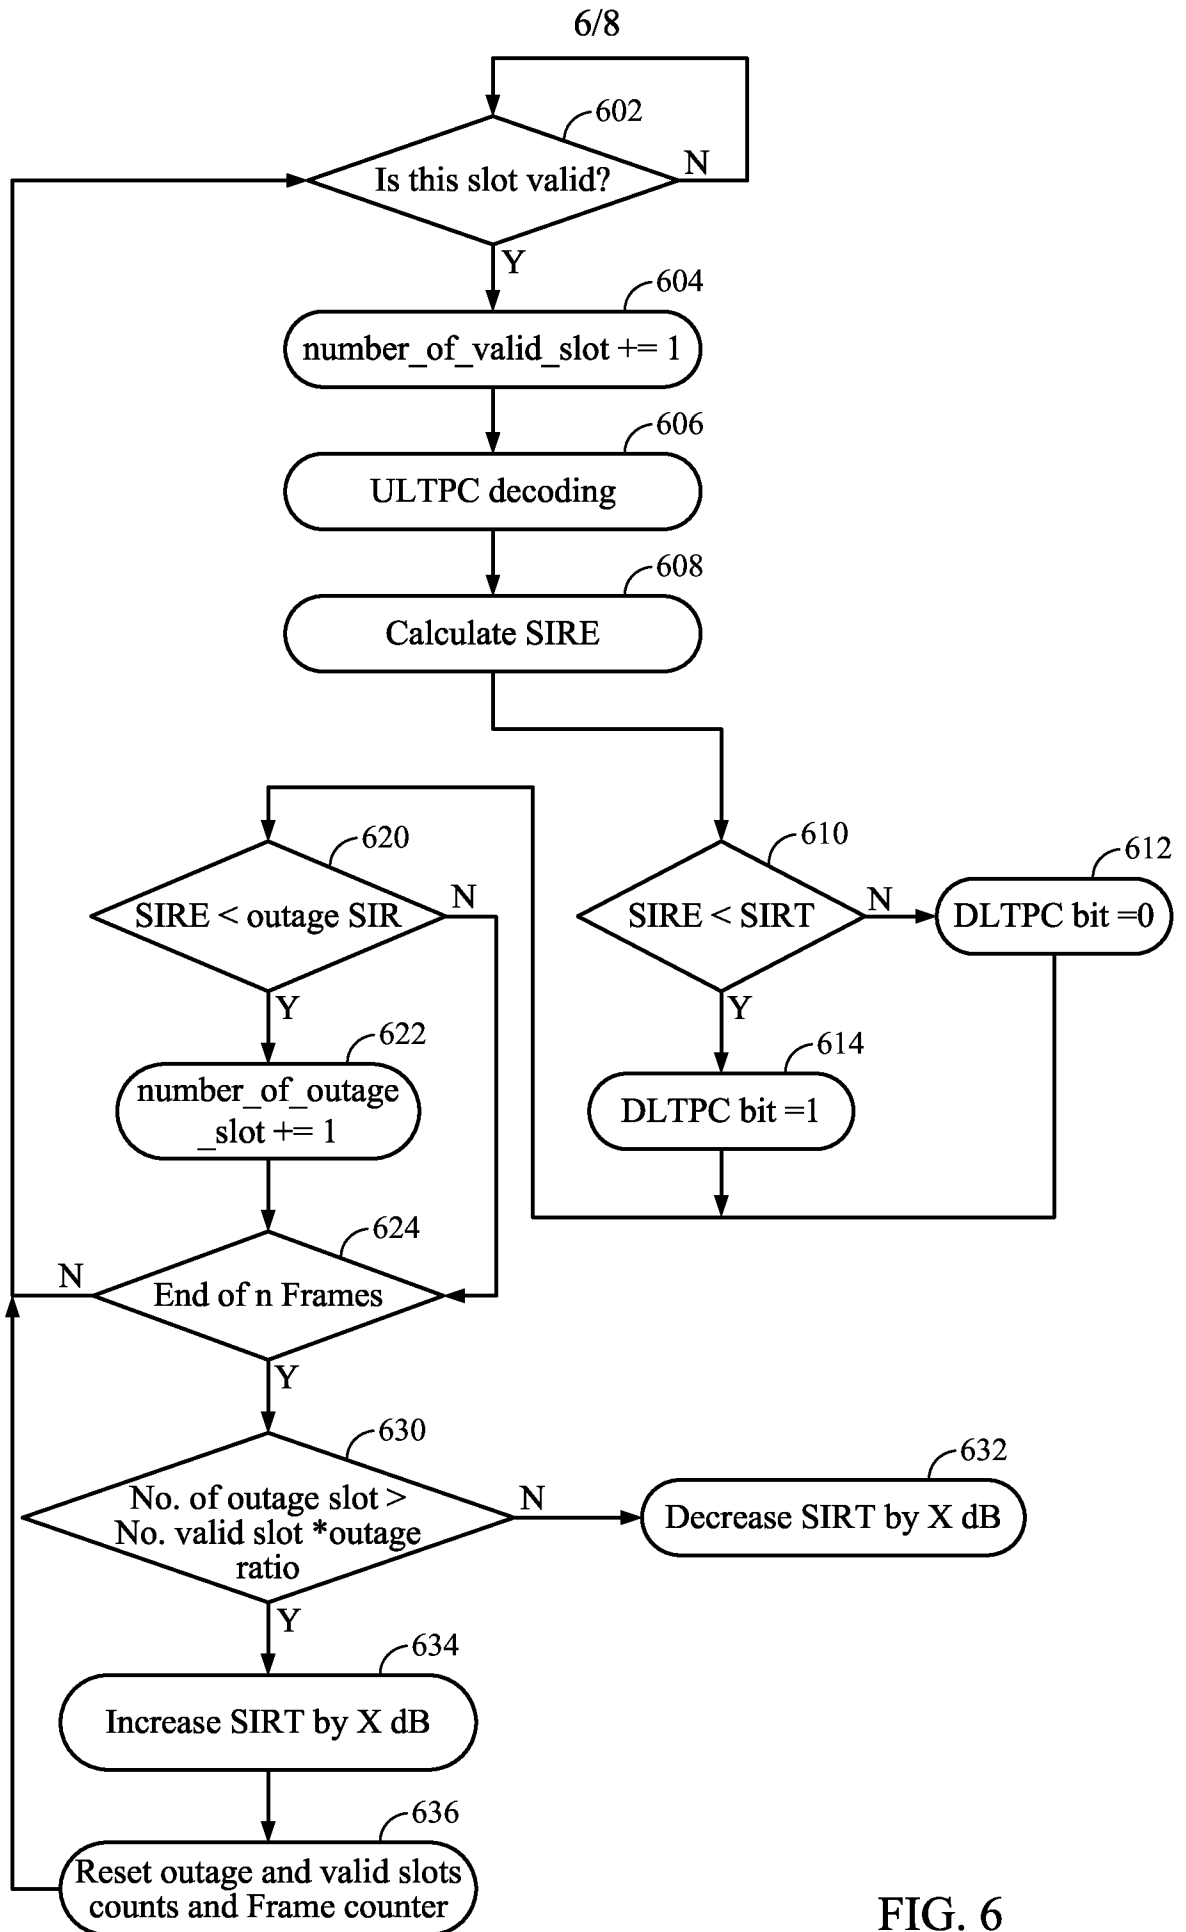 6/8
602
Is this slot valid?
N
Y
604
number_of_valid_slot += 1
606
ULTPC decoding
608
Calculate SIRE
610
SIRE < SIRT
N
612
DLTPC bit =0
Y
614
DLTPC bit =1
620
SIRE < outage SIR
N
Y
622
number_of_outage
_slot += 1
624
End of n Frames
N
Y
630
No. of outage slot >
No. valid slot *outage
ratio
N
632
Decrease SIRT by X dB
Y
634
Increase SIRT by X dB
636
Reset outage and valid slots
counts and Frame counter
FIG. 6